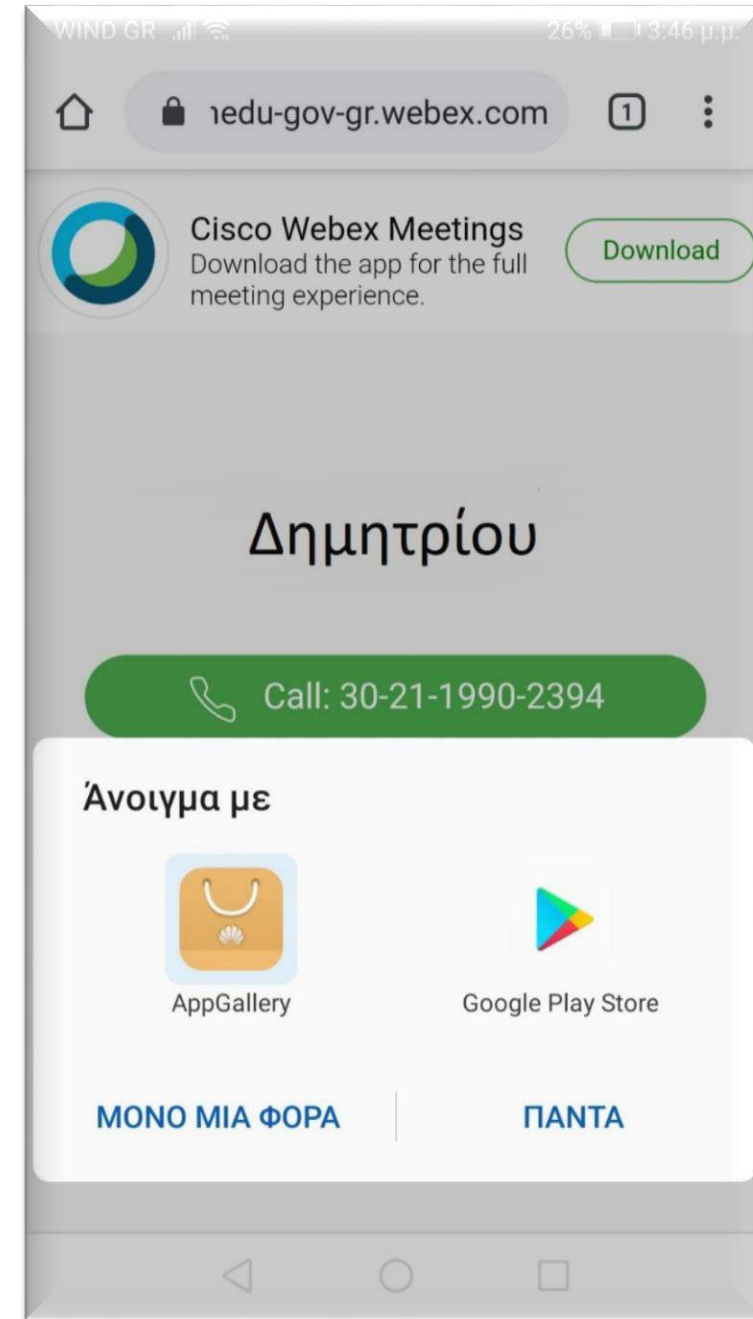 WIND GR 26% 3:46 μ.μ.
nedu-gov-gr.webex.com 1
Cisco Webex Meetings
Download the app for the full
meeting experience.
Download
Δημητρίου
Call: 30-21-1990-2394
Άνοιγμα με
AppGallery Google Play Store
ΜΟΝΟ ΜΙΑ ΦΟΡΑ ΠΑΝΤΑ